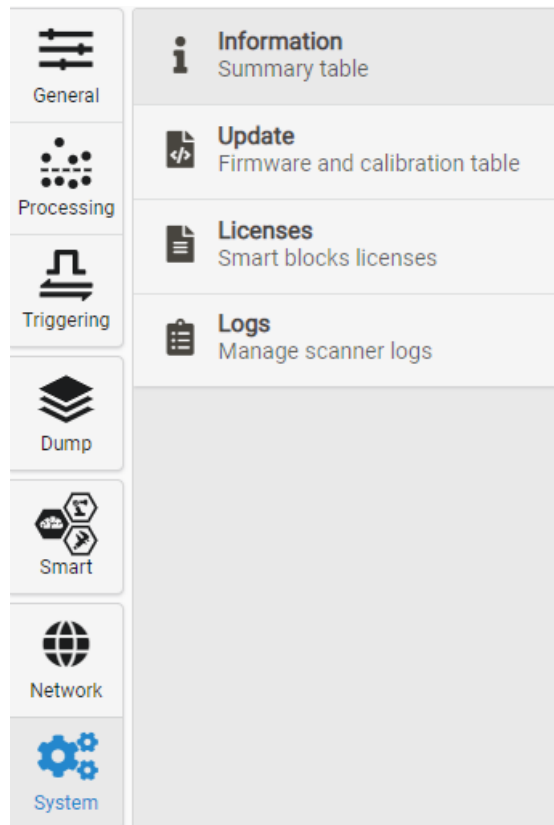 General
Processing
Triggering
Dump
Smart
Network
System
Information
Summary table
Update
Firmware and calibration table
Licenses
Smart blocks licenses
Logs
Manage scanner logs